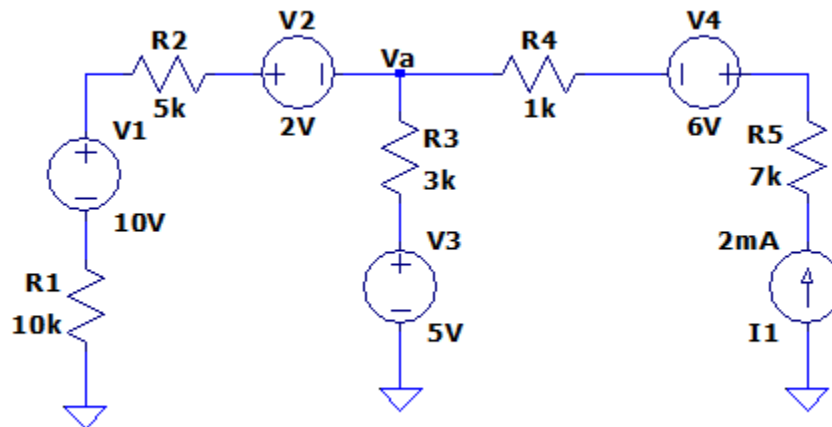 V2
V4
R2
Va
R4
+ −
− +
5k
2V
1k
6V
V1
R3
R5
+
3k
7k
−
10V
V3
2mA
+
R1
−
10k
5V
I1